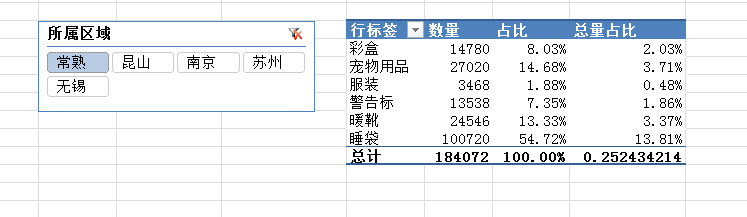 所属区域
常熟 昆山 南京 苏州
无锡
行标签 数量 占比 总量占比
彩盒 14780 8.03% 2.03%
宠物用品 27020 14.68% 3.71%
服装 3468 1.88% 0.48%
警告标 13538 7.35% 1.86%
暖靴 24546 13.33% 3.37%
睡袋 100720 54.72% 13.81%
总计 184072 100.00% 0.252434214